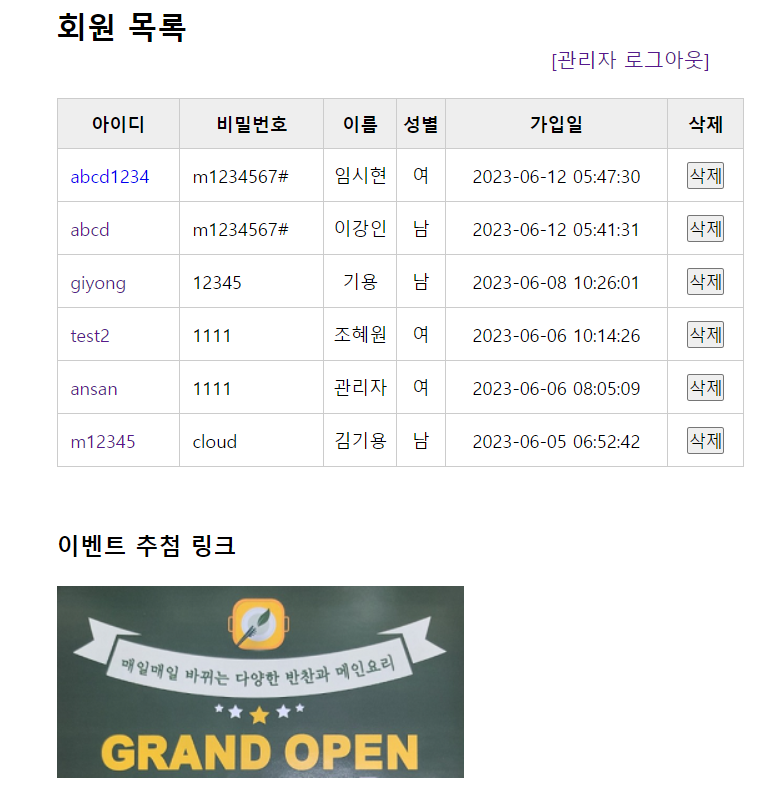 회원 목록
[관리자 로그아웃]
아이디 비밀번호 이름 성별 가입일 삭제
abcd1234 m1234567# 임시현 여 2023-06-12 05:47:30 삭제
abcd m1234567# 이강인 남 2023-06-12 05:41:31 삭제
giyong 12345 기용 남 2023-06-08 10:26:01 삭제
test2 1111 조혜원 여 2023-06-06 10:14:26 삭제
ansan 1111 관리자 여 2023-06-06 08:05:09 삭제
m12345 cloud 김기용 남 2023-06-05 06:52:42 삭제
이벤트 추첨 링크
매일매일 바뀌는 다양한 반찬과 메인요리
GRAND OPEN